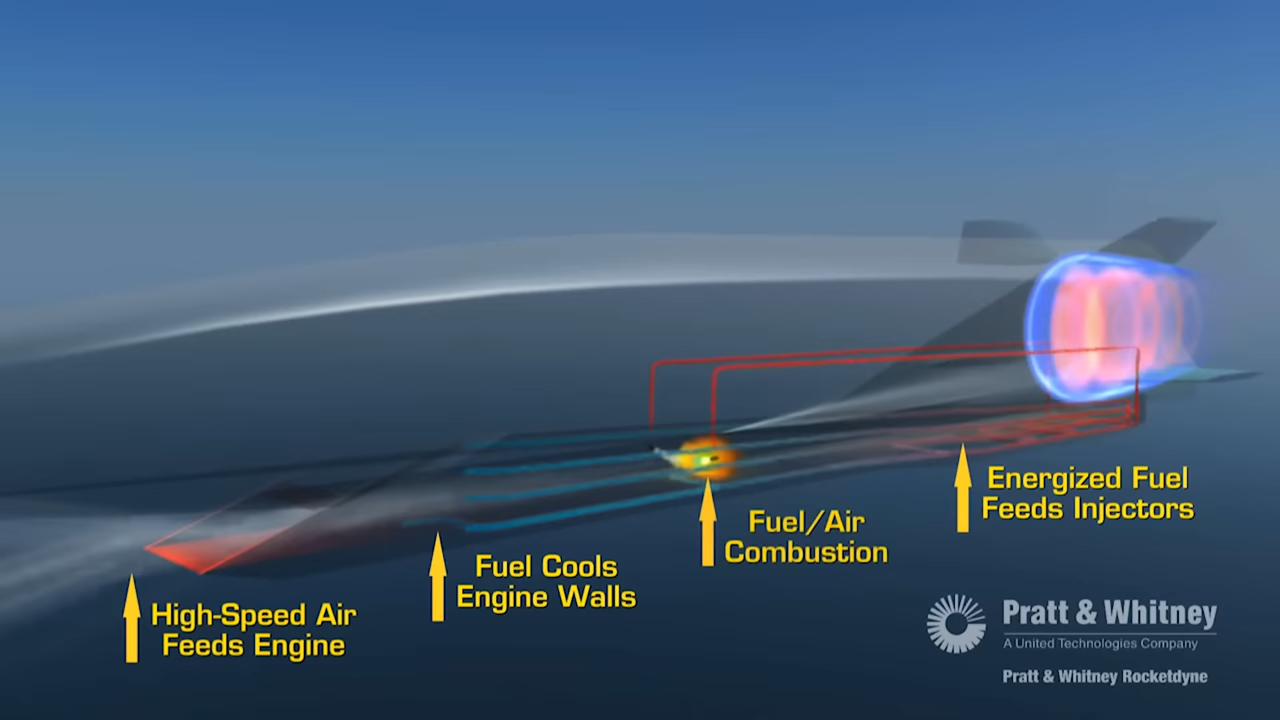 High-Speed Air
Feeds Engine
Fuel Cools
Engine Walls
Fuel/Air
Combustion
Energized Fuel
Feeds Injectors
Pratt & Whitney
A United Technologies Company
Pratt & Whitney Rocketdyne